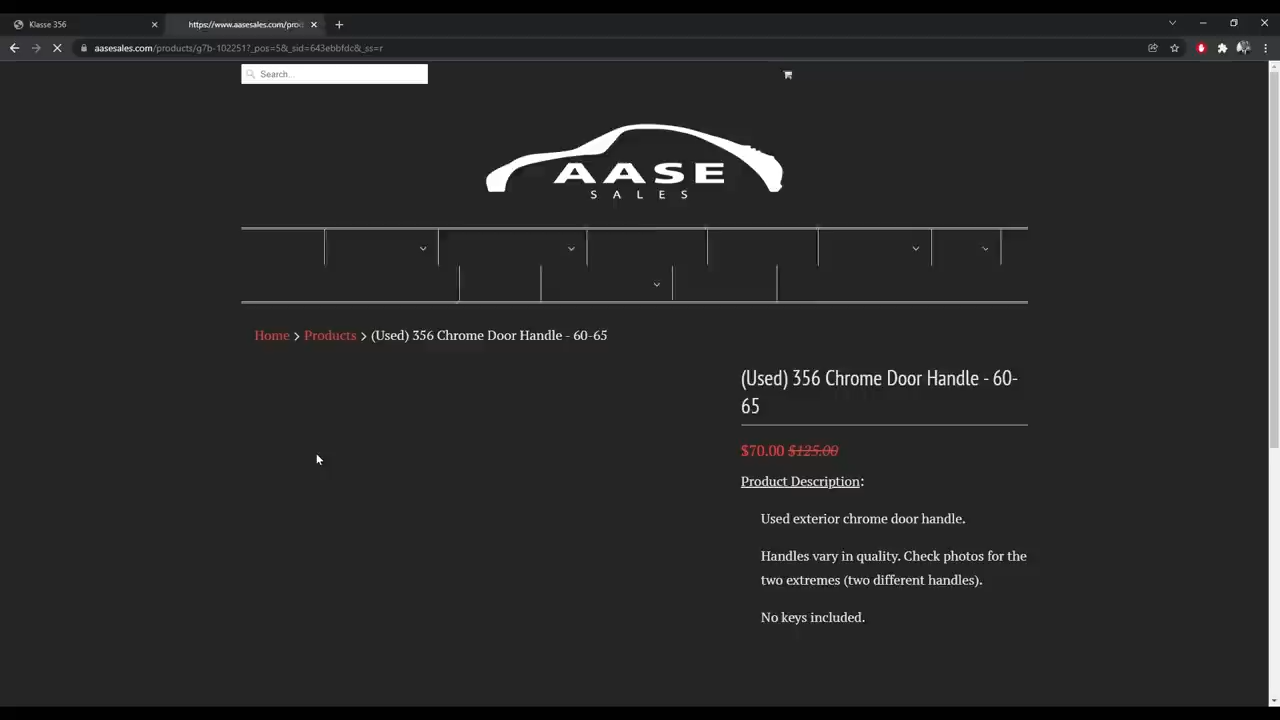 Klasse 356
https://www.aasesales.com/pro
aasesales.com/products/g7b-102251?_pos=5&_sid=643ebbfdc&_ss=r
Search...
AASE
SALES
Home > Products > (Used) 356 Chrome Door Handle - 60-65
(Used) 356 Chrome Door Handle - 60-
65
$70.00 $125.00
Product Description:
Used exterior chrome door handle.
Handles vary in quality. Check photos for the
two extremes (two different handles).
No keys included.